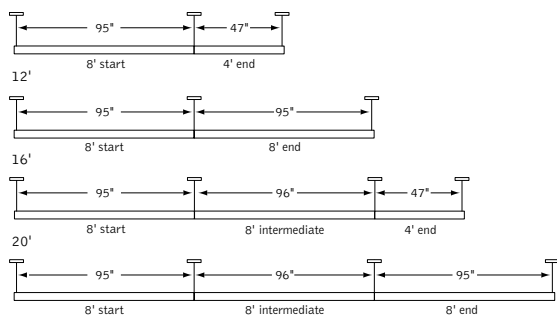 95" 47"
8' start 4' end
12'
95" 95"
8' start 8' end
16'
95" 96" 47"
8' start 8' intermediate 4' end
20'
95" 96" 95"
8' start 8' intermediate 8' end